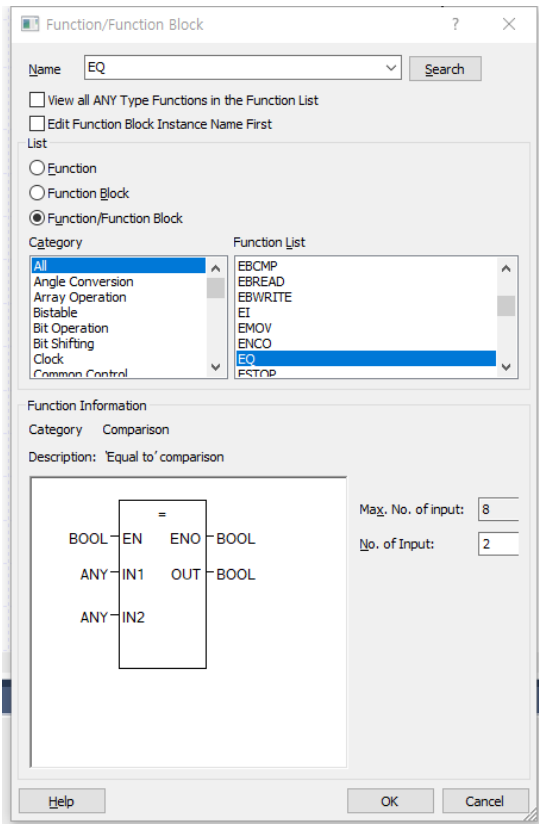 Function/Function Block
Name EQ Search
View all ANY Type Functions in the Function List
Edit Function Block Instance Name First
List
Function
Function Block
Function/Function Block
Category
All
Angle Conversion
Array Operation
Bistable
Bit Operation
Bit Shifting
Clock
Common Control
Function List
EBCMP
EBREAD
EBWRITE
EI
EMOV
ENCO
EQ
ESTOP
Function Information
Category Comparison
Description: 'Equal to' comparison
=
BOOL EN ENO BOOL
ANY IN1 OUT BOOL
ANY IN2
Max. No. of input: 8
No. of Input: 2
Help OK Cancel